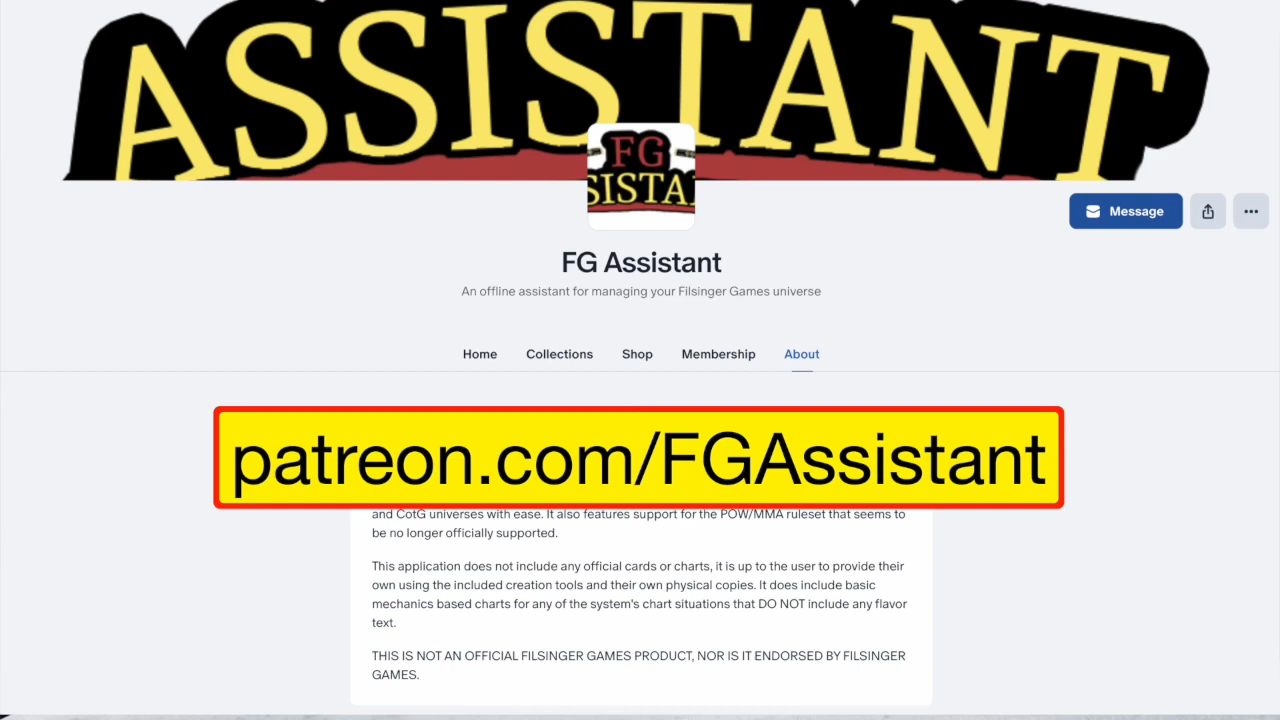 ASSISTANT
FG
SISTA
Message
FG Assistant
An offline assistant for managing your Filsinger Games universe
Home Collections Shop Membership About
patreon.com/FGAssistant
and CotG universes with ease. It also features support for the POW/MMA ruleset that seems to
be no longer officially supported.
This application does not include any official cards or charts, it is up to the user to provide their
own using the included creation tools and their own physical copies. It does include basic
mechanics based charts for any of the system's chart situations that DO NOT include any flavor
text.
THIS IS NOT AN OFFICIAL FILSINGER GAMES PRODUCT, NOR IS IT ENDORSED BY FILSINGER
GAMES.